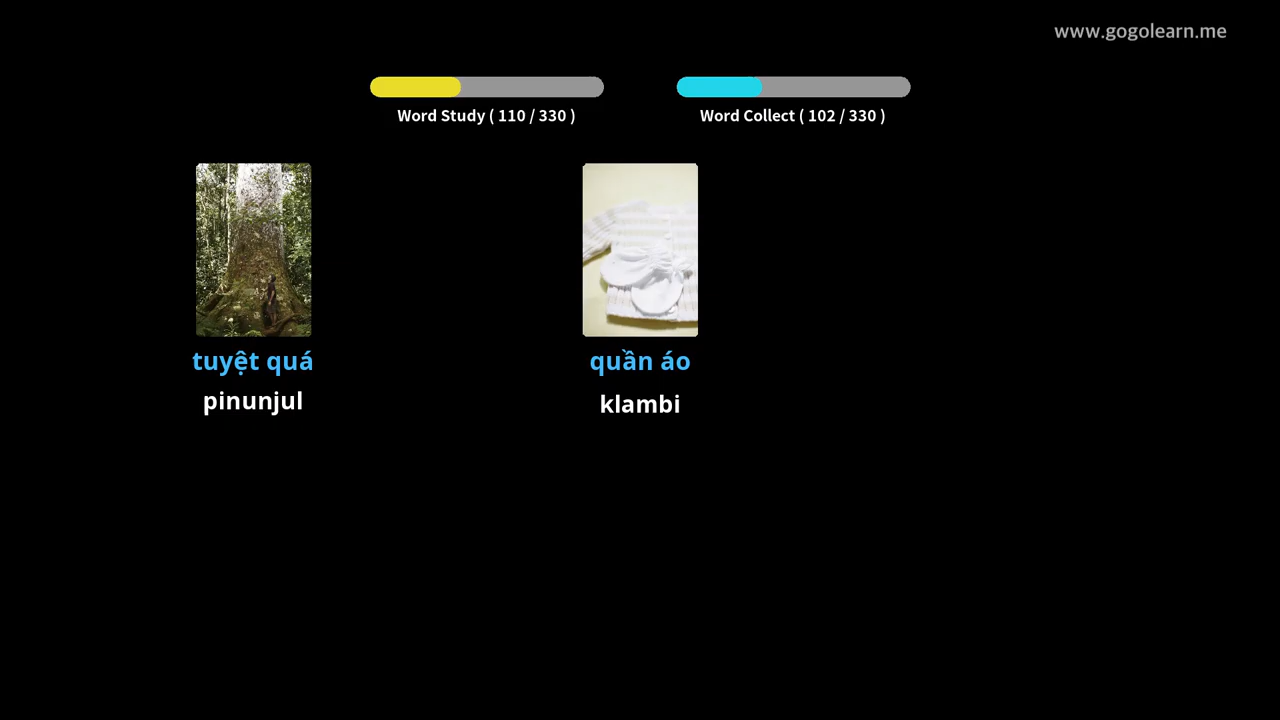 www.gogolearn.me
Word Study ( 110 / 330 )
Word Collect ( 102 / 330 )
tuyệt quá
pinunjul
quần áo
klambi